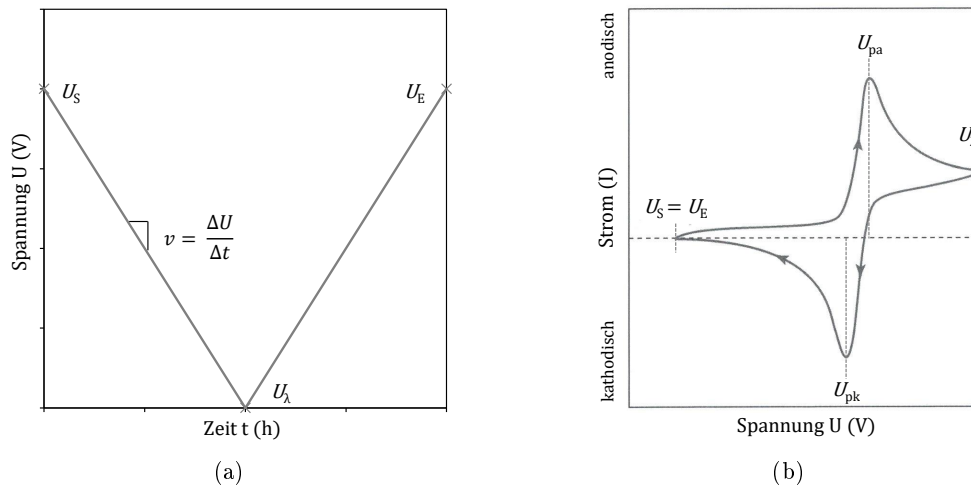 U_S
U_E
v = ΔU/Δt
U_λ
Spannung U (V)
Zeit t (h)
(a)
anodisch
Strom (I)
kathodisch
U_pa
U_S = U_E
U_pk
Spannung U (V)
(b)